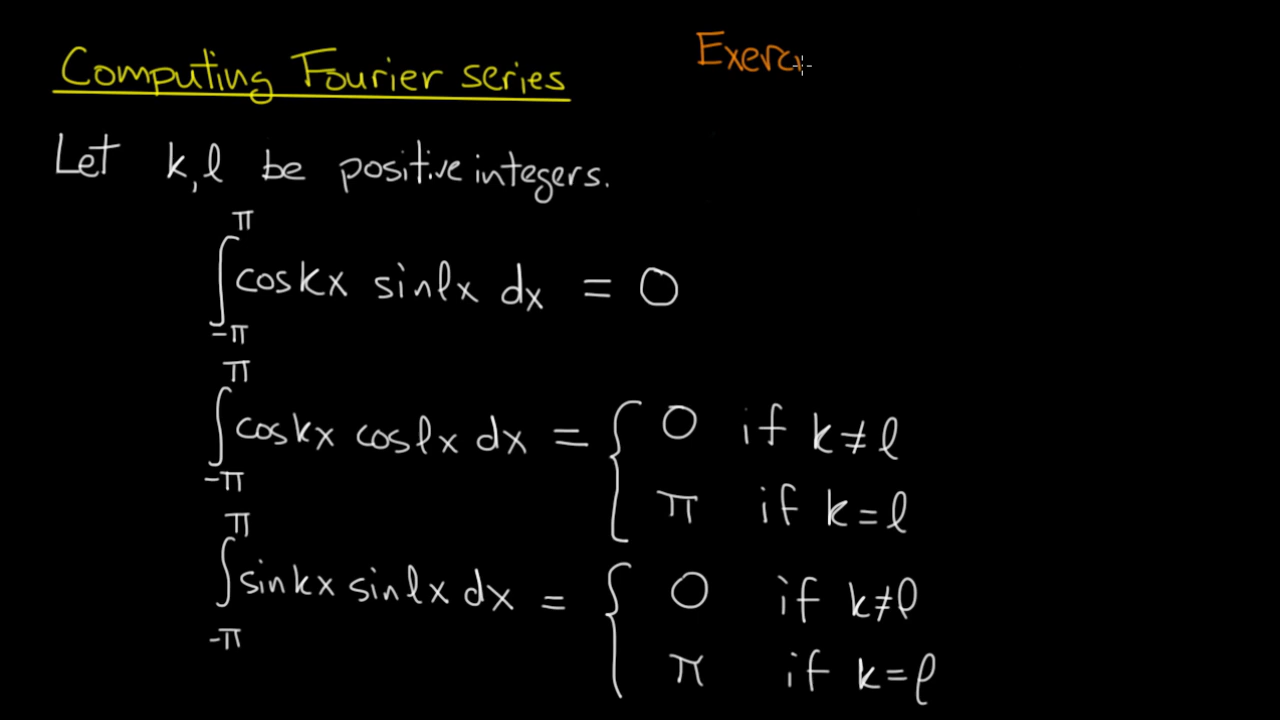 Computing Fourier series
Exerc
Let k, l be positive integers.
∫_{-π}^{π} cos kx sin lx dx = 0
∫_{-π}^{π} cos kx cos lx dx = { 0 if k≠l
π if k=l
∫_{-π}^{π} sin kx sin lx dx = { 0 if k≠l
π if k=l